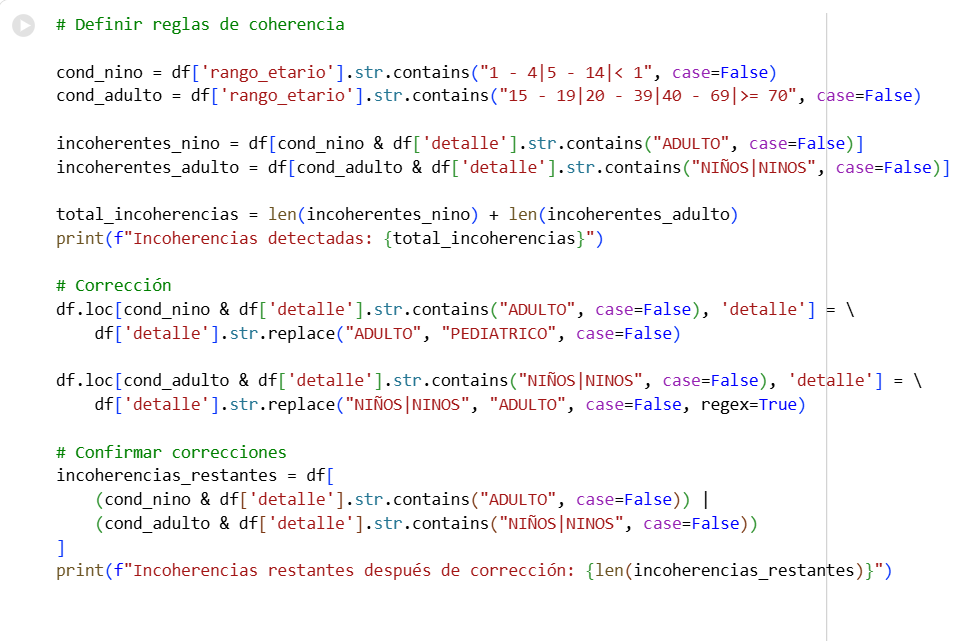 # Definir reglas de coherencia
cond_nino = df['rango_etario'].str.contains("1 - 4|5 - 14|< 1", case=False)
cond_adulto = df['rango_etario'].str.contains("15 - 19|20 - 39|40 - 69|>= 70", case=False)
incoherentes_nino = df[cond_nino & df['detalle'].str.contains("ADULTO", case=False)]
incoherentes_adulto = df[cond_adulto & df['detalle'].str.contains("NIÑOS|NINOS", case=False)]
total_incoherencias = len(incoherentes_nino) + len(incoherentes_adulto)
print(f"Incoherencias detectadas: {total_incoherencias}")
# Corrección
df.loc[cond_nino & df['detalle'].str.contains("ADULTO", case=False), 'detalle'] = \
    df['detalle'].str.replace("ADULTO", "PEDIATRICO", case=False)
df.loc[cond_adulto & df['detalle'].str.contains("NIÑOS|NINOS", case=False), 'detalle'] = \
    df['detalle'].str.replace("NIÑOS|NINOS", "ADULTO", case=False, regex=True)
# Confirmar correcciones
incoherencias_restantes = df[
    (cond_nino & df['detalle'].str.contains("ADULTO", case=False)) |
    (cond_adulto & df['detalle'].str.contains("NIÑOS|NINOS", case=False))
]
print(f"Incoherencias restantes después de corrección: {len(incoherencias_restantes)}")